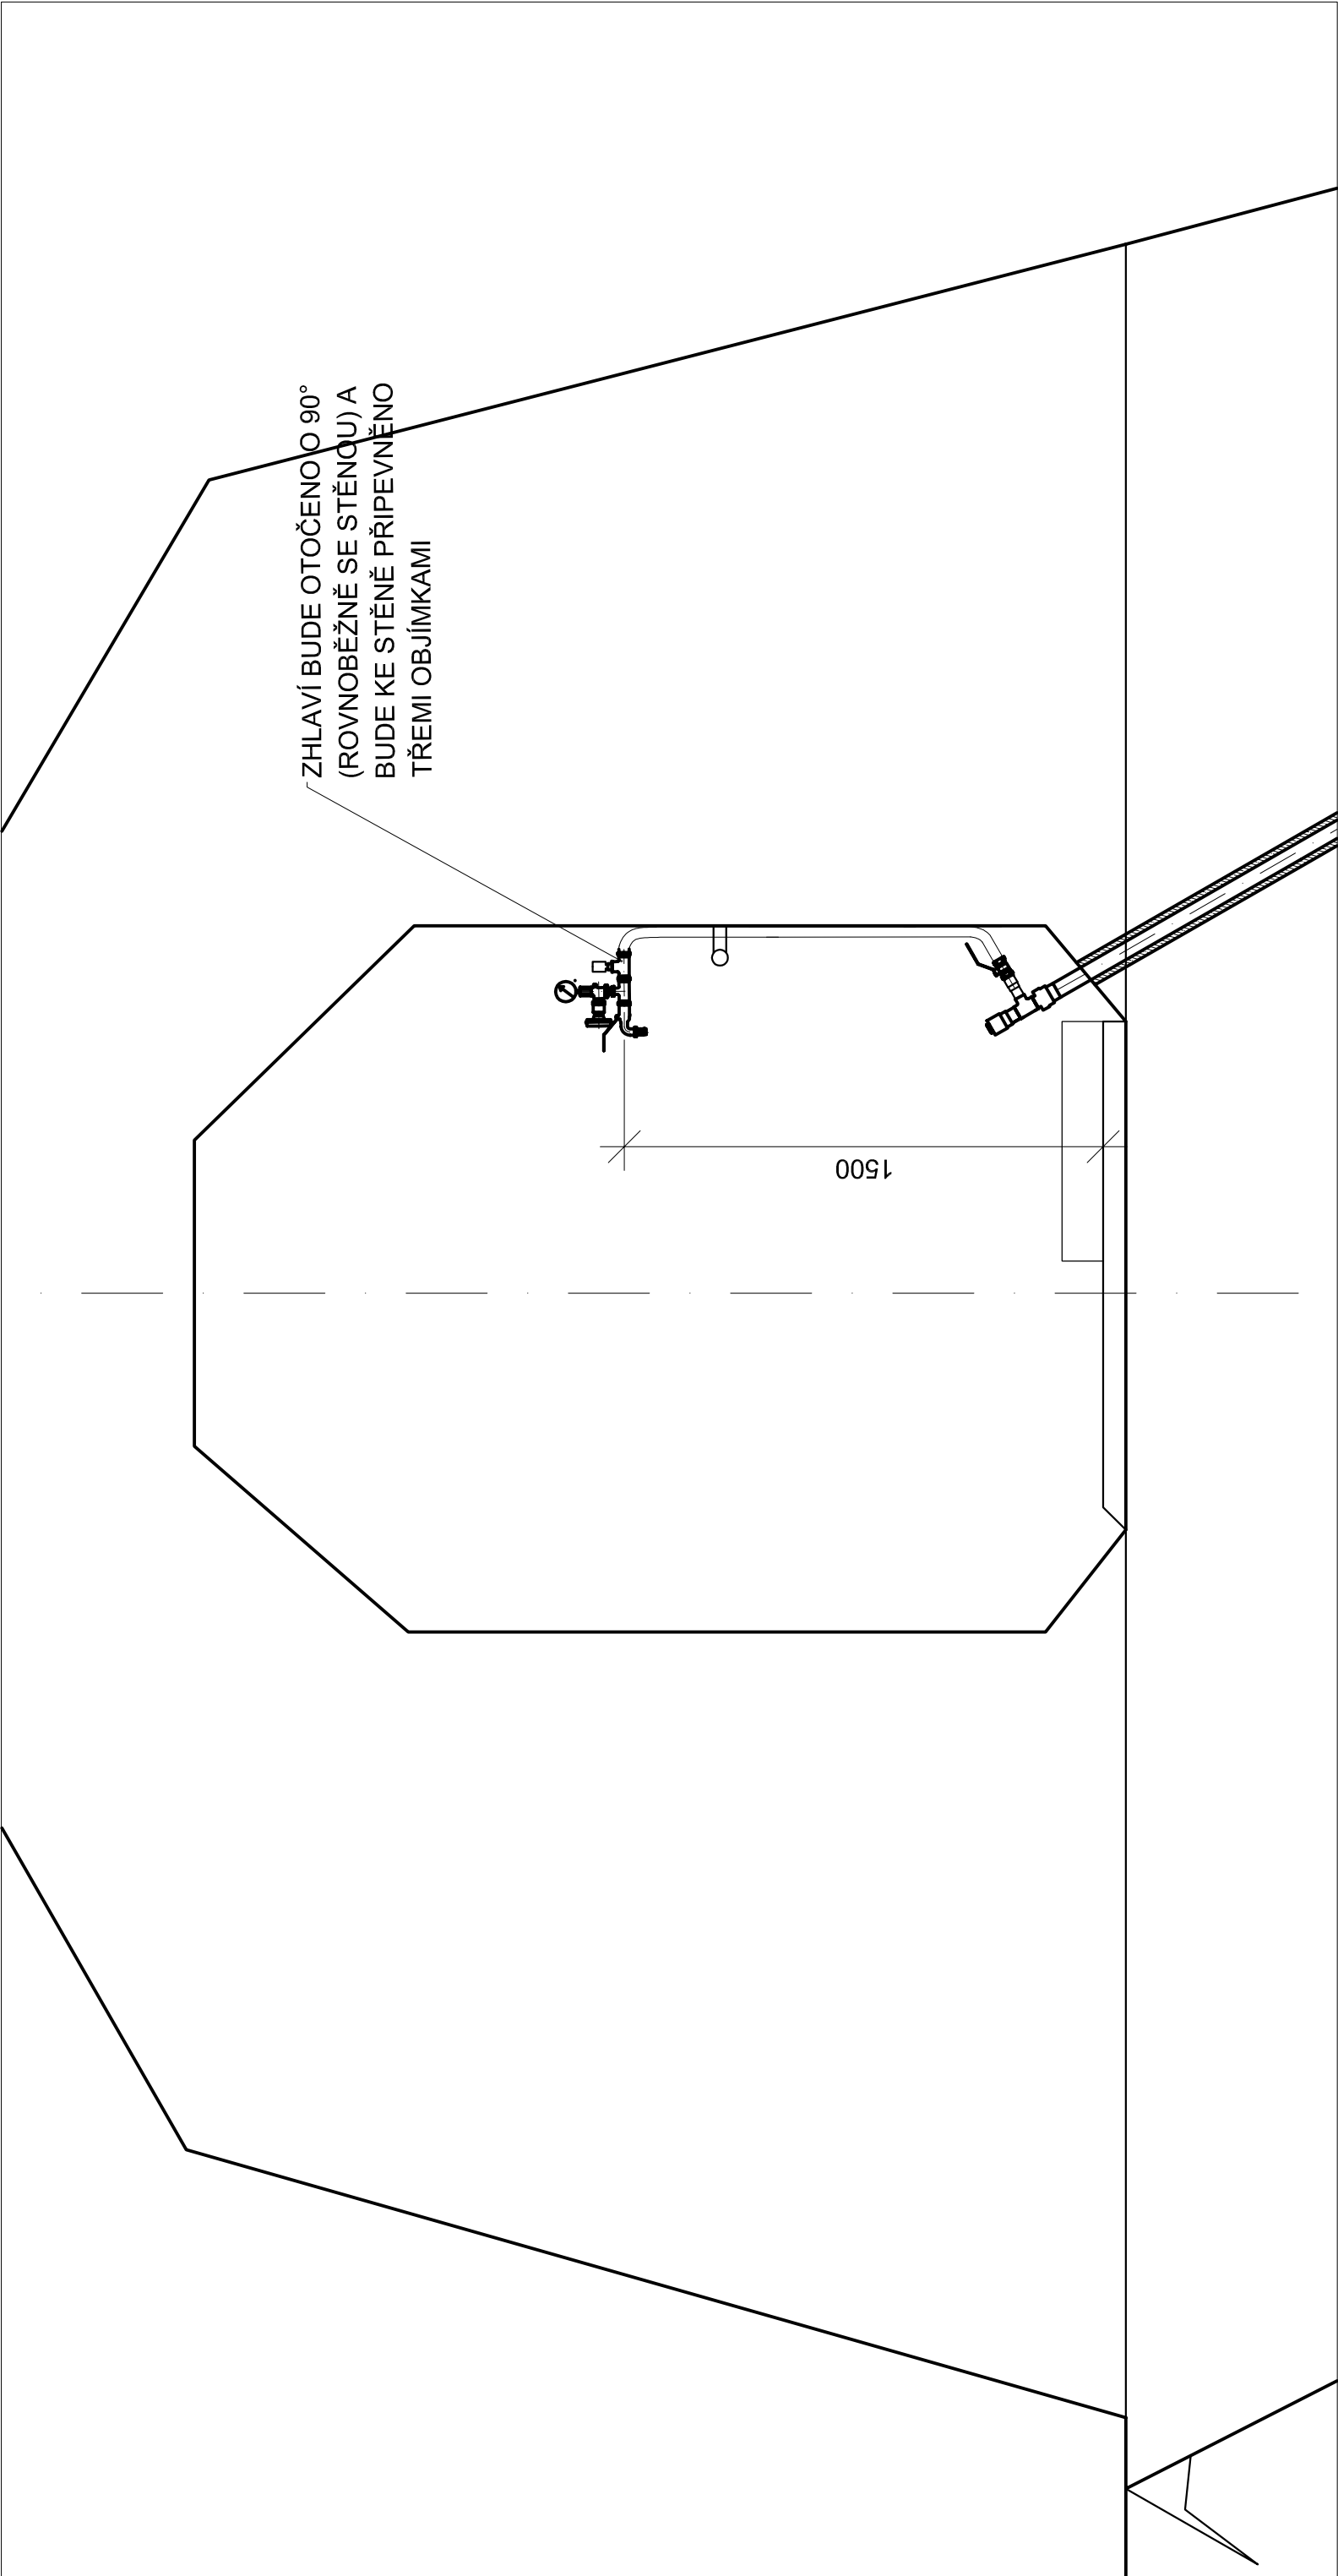 ZHLAVÍ BUDE OTOČENO O 90°
(ROVNOBĚŽNĚ SE STĚNOU) A
BUDE KE STĚNĚ PŘIPEVNĚNO
TŘEMI OBJÍMKAMI
1500